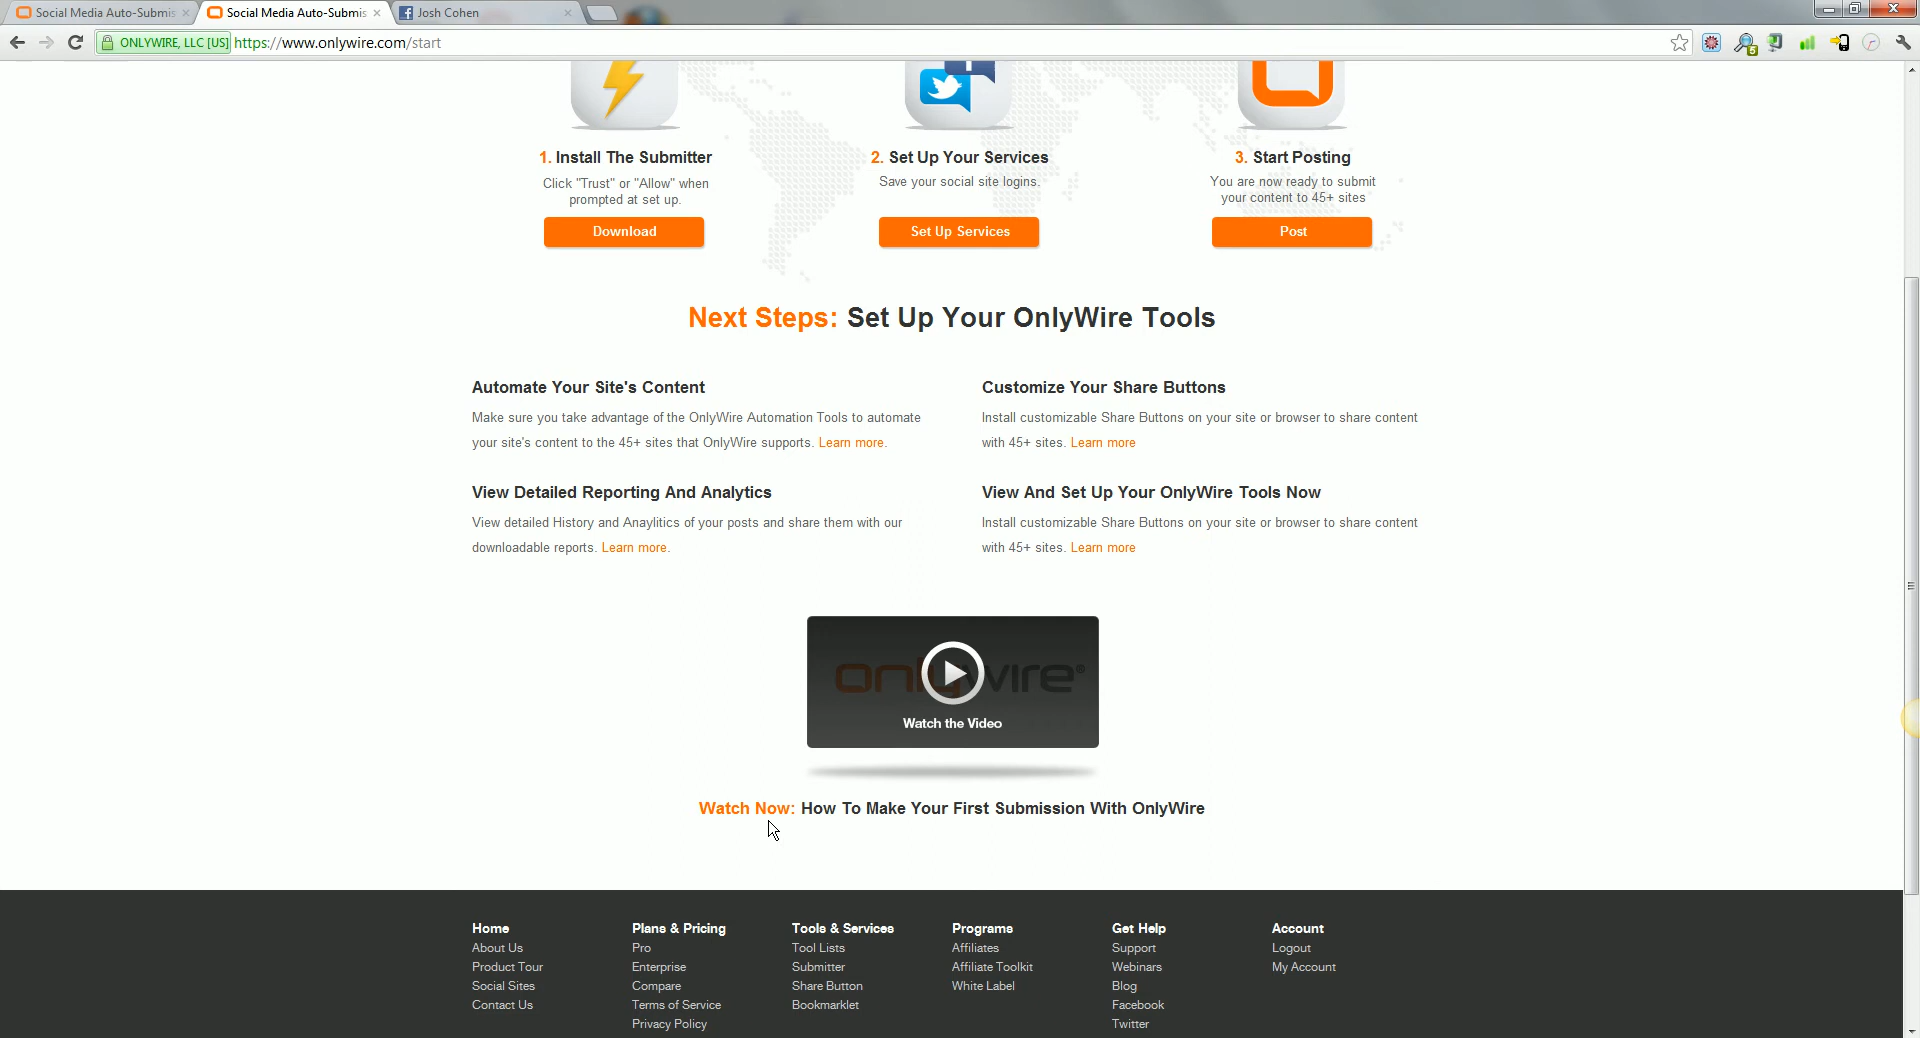 Social Media Auto-Submis
Social Media Auto-Submis
Josh Cohen
ONLYWIRE, LLC [US] https://www.onlywire.com/start
5
1. Install The Submitter
Click "Trust" or "Allow" when
prompted at set up.
Download
2. Set Up Your Services
Save your social site logins.
Set Up Services
3. Start Posting
You are now ready to submit
your content to 45+ sites
Post
Next Steps: Set Up Your OnlyWire Tools
Automate Your Site's Content
Make sure you take advantage of the OnlyWire Automation Tools to automate
your site's content to the 45+ sites that OnlyWire supports. Learn more.
Customize Your Share Buttons
Install customizable Share Buttons on your site or browser to share content
with 45+ sites. Learn more
View Detailed Reporting And Analytics
View detailed History and Anaylitics of your posts and share them with our
downloadable reports. Learn more.
View And Set Up Your OnlyWire Tools Now
Install customizable Share Buttons on your site or browser to share content
with 45+ sites. Learn more
onlywire®
Watch the Video
Watch Now: How To Make Your First Submission With OnlyWire
Home
About Us
Product Tour
Social Sites
Contact Us
Plans & Pricing
Pro
Enterprise
Compare
Terms of Service
Privacy Policy
Tools & Services
Tool Lists
Submitter
Share Button
Bookmarklet
Programs
Affiliates
Affiliate Toolkit
White Label
Get Help
Support
Webinars
Blog
Facebook
Twitter
Account
Logout
My Account